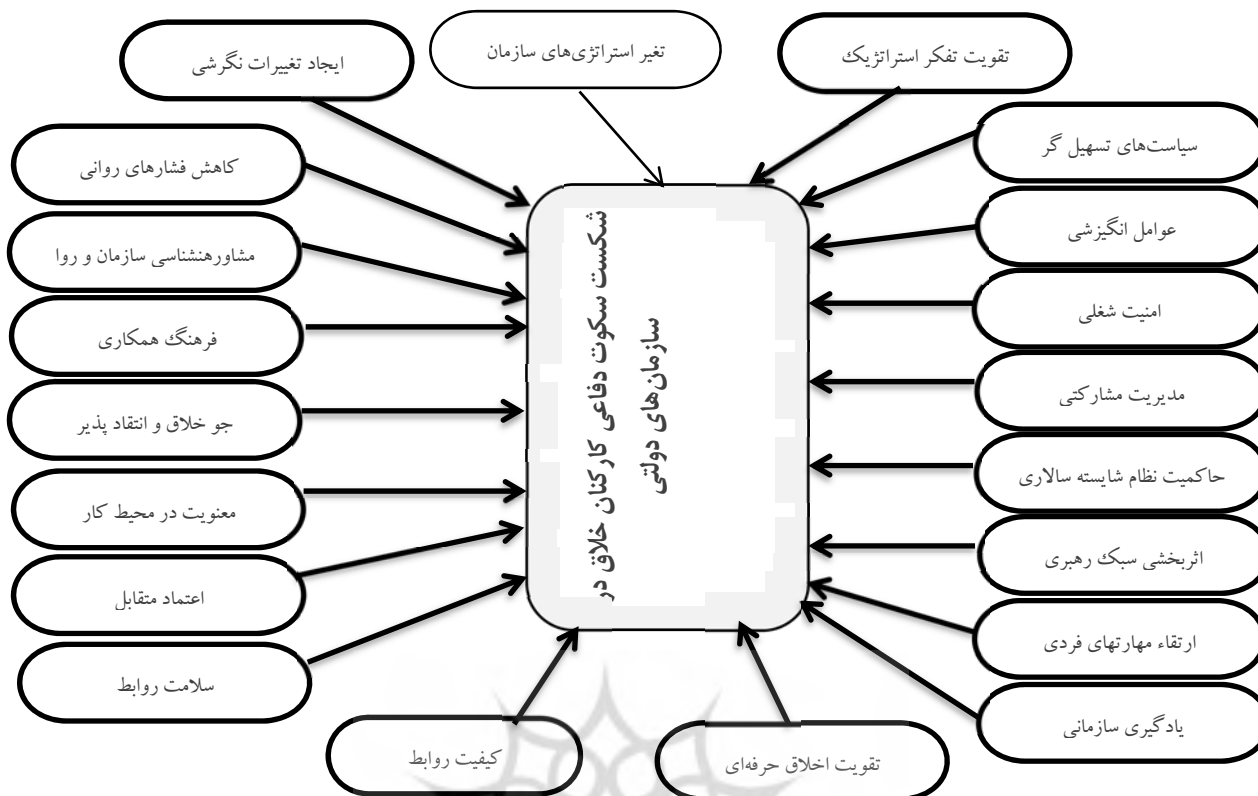 تقویت تفکر استراتژیک
تغیر استراتژی‌های سازمان
ایجاد تغییرات نگرشی
سیاست‌های تسهیل گر
عوامل انگیزشی
امنیت شغلی
مدیریت مشارکتی
حاکمیت نظام شایسته سالاری
اثربخشی سبک رهبری
ارتقاء مهارتهای فردی
یادگیری سازمانی
شکست سکوت دفاعی کارکنان خلاق در
سازمان‌های دولتی
کاهش فشارهای روانی
مشاورهنشناسی سازمان و روا
فرهنگ همکاری
جو خلاق و انتقاد پذیر
معنویت در محیط کار
اعتماد متقابل
سلامت روابط
تقویت اخلاق حرفه‌ای
کیفیت روابط